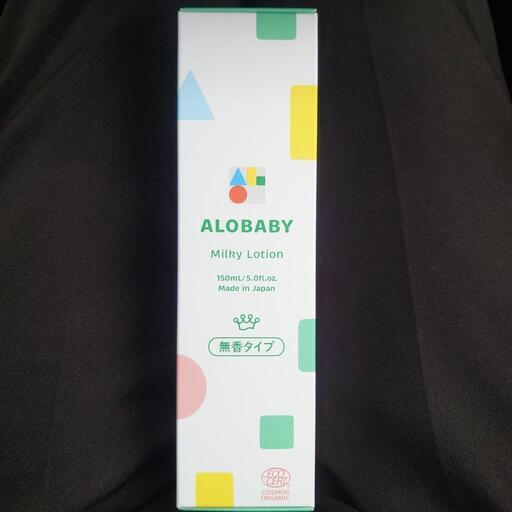 ALOBABY
Milky Lotion
150mL/5.0fl.oz.
Made in Japan
無香タイプ
ECO
CERT
COSMOS
ORGANIC